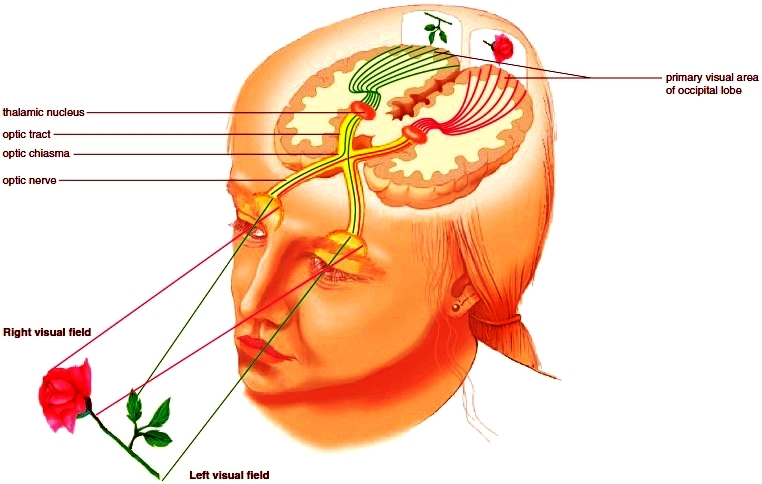 primary visual area
of occipital lobe
thalamic nucleus
optic tract
optic chiasma
optic nerve
Right visual field
Left visual field